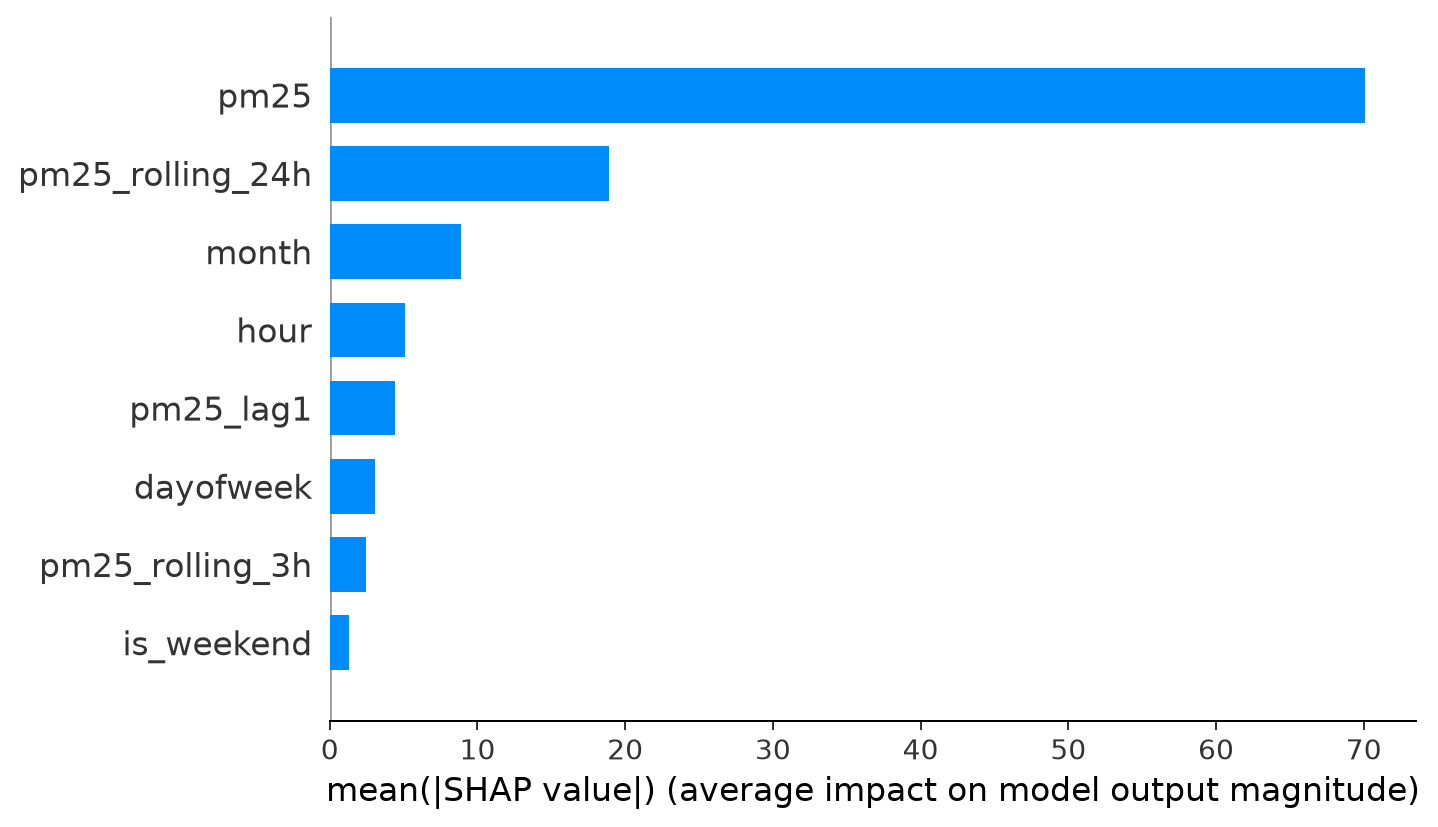 pm25
pm25_rolling_24h
month
hour
pm25_lag1
dayofweek
pm25_rolling_3h
is_weekend
0 10 20 30 40 50 60 70
mean(|SHAP value|) (average impact on model output magnitude)